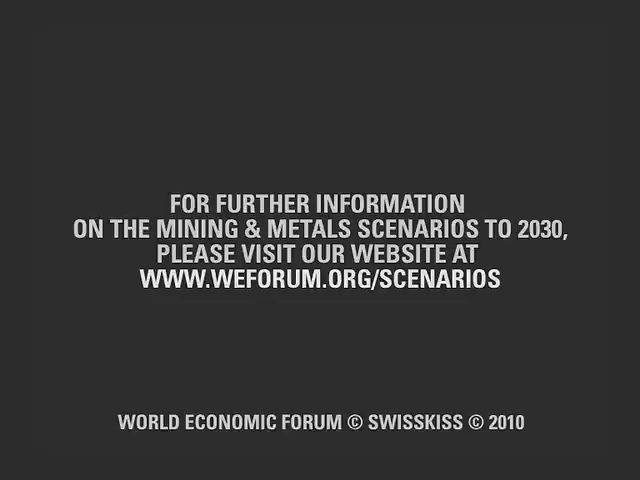 FOR FURTHER INFORMATION
ON THE MINING & METALS SCENARIOS TO 2030,
PLEASE VISIT OUR WEBSITE AT
WWW.WEFORUM.ORG/SCENARIOS
WORLD ECONOMIC FORUM © SWISSKISS © 2010